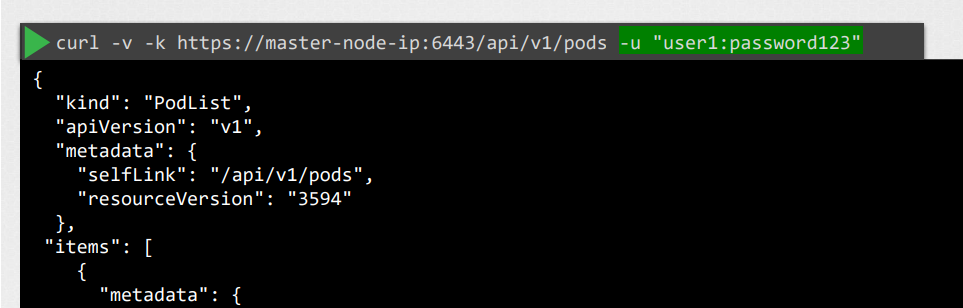 curl -v -k https://master-node-ip:6443/api/v1/pods -u "user1:password123"
{
  "kind": "PodList",
  "apiVersion": "v1",
  "metadata": {
    "selfLink": "/api/v1/pods",
    "resourceVersion": "3594"
  },
 "items": [
    {
      "metadata": {